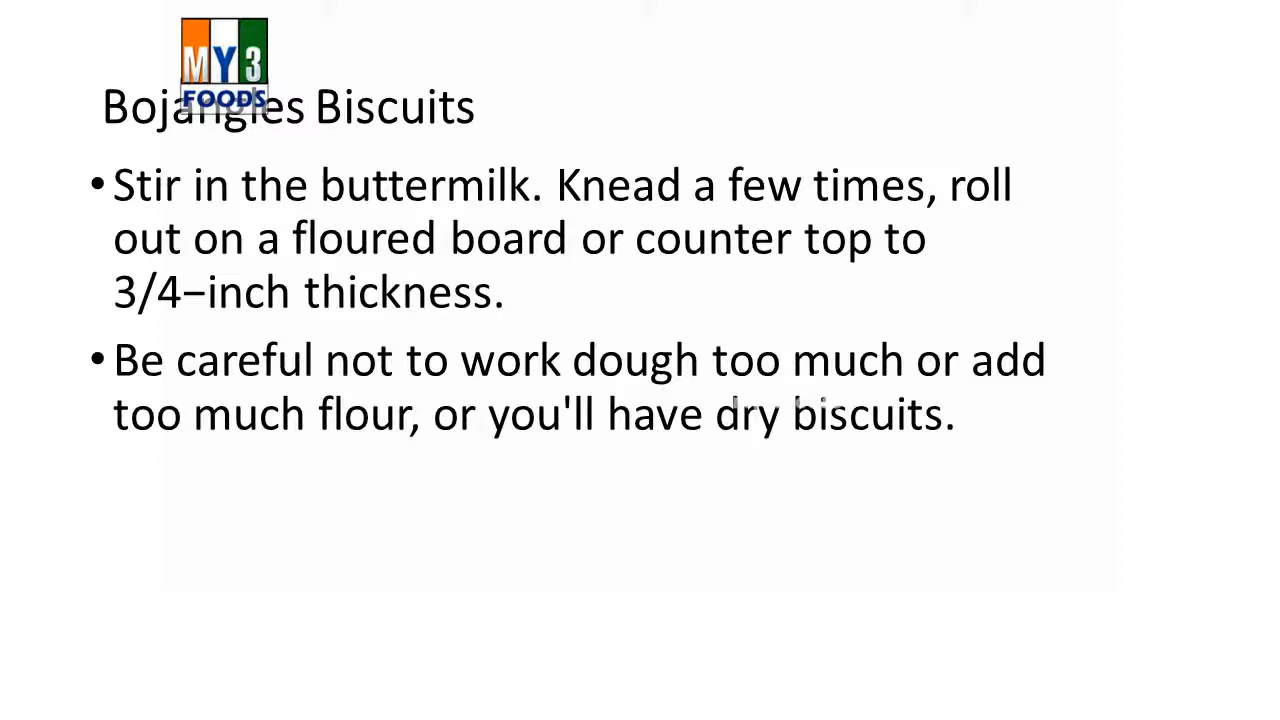 MY3
FOODS
Bojangles Biscuits
• Stir in the buttermilk. Knead a few times, roll
out on a floured board or counter top to
3/4–inch thickness.
• Be careful not to work dough too much or add
too much flour, or you'll have dry biscuits.